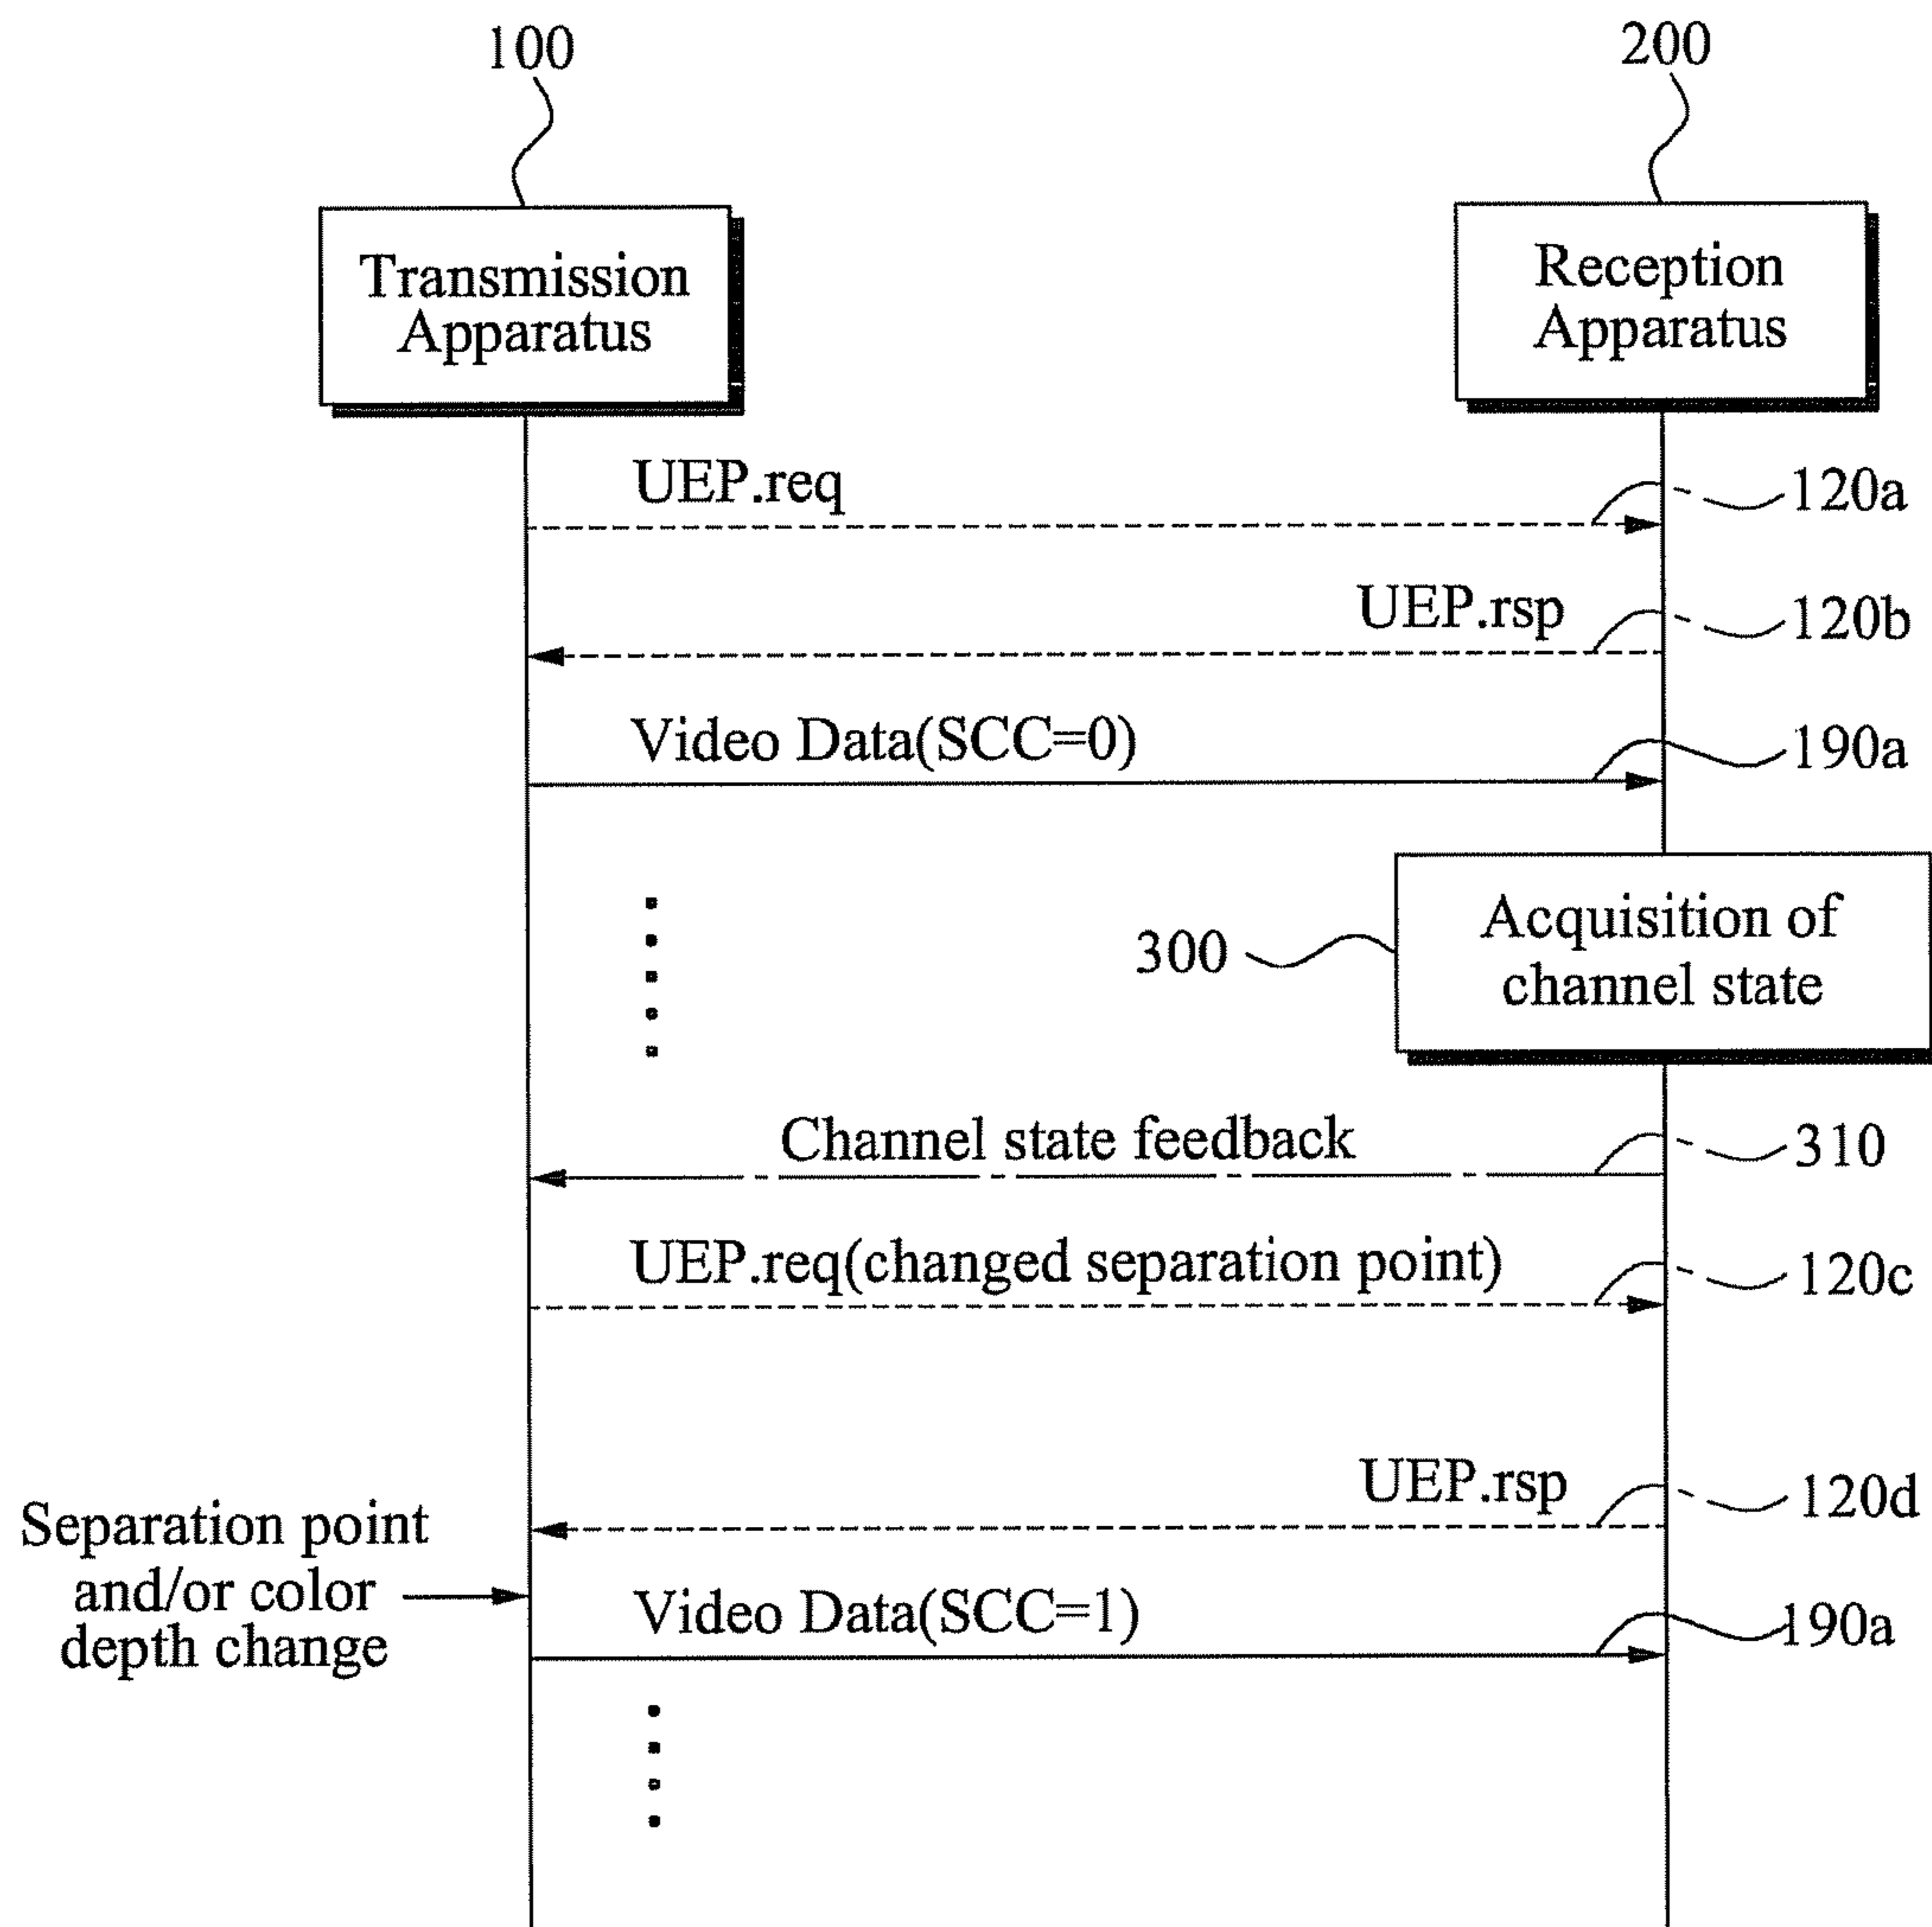 100
200
Transmission
Apparatus
Reception
Apparatus
UEP.req
120a
UEP.rsp
120b
Video Data(SCC=0)
190a
Acquisition of
channel state
300
Channel state feedback
310
UEP.req(changed separation point)
120c
UEP.rsp
120d
Separation point
and/or color
depth change
Video Data(SCC=1)
190a